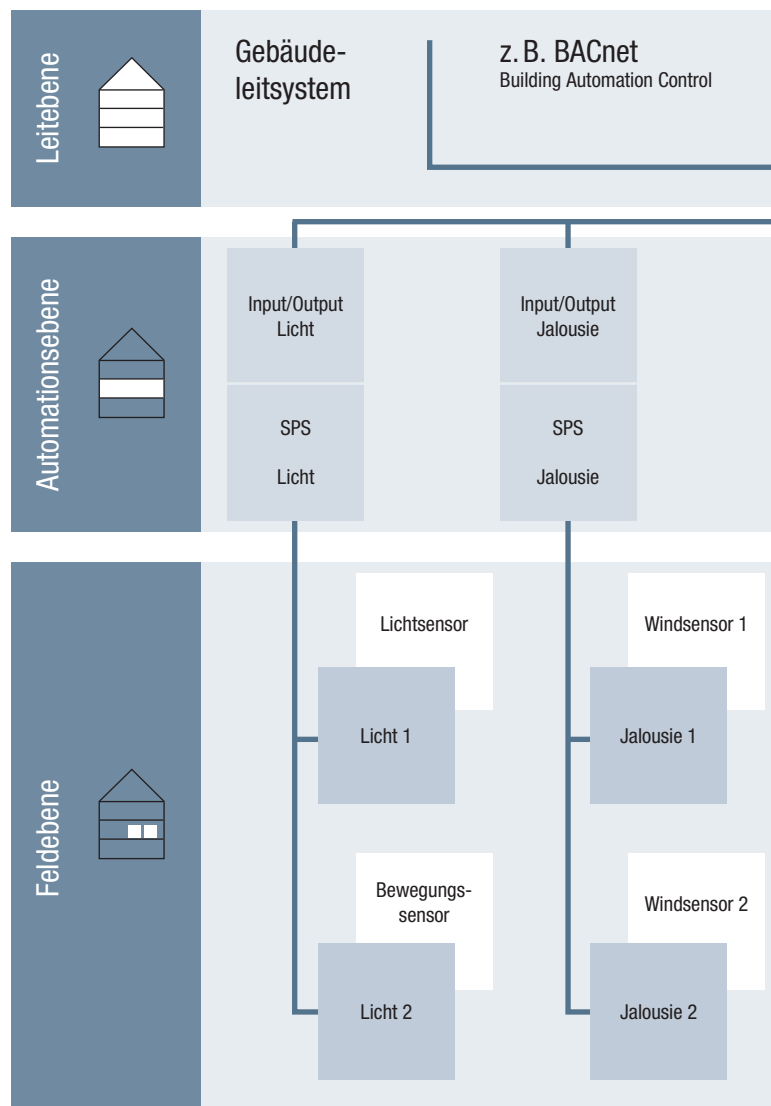 Leitebene
Gebäude-
leitsystem
z. B. BACnet
Building Automation Control
Automationsebene
Input/Output
Licht
Input/Output
Jalousie
SPS
Licht
SPS
Jalousie
Feldebene
Lichtsensor
Windsensor 1
Licht 1
Jalousie 1
Bewegungs-
sensor
Windsensor 2
Licht 2
Jalousie 2